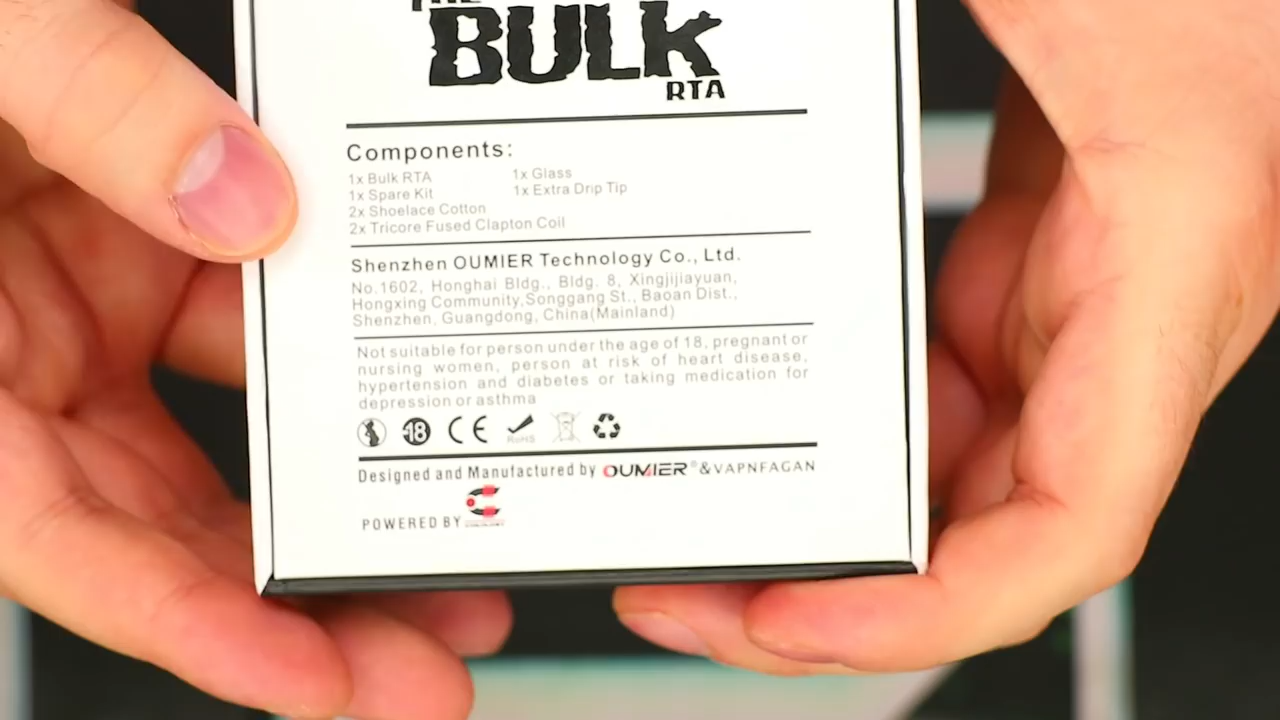 THE
BULK
RTA
Components:
1x Bulk RTA 1x Glass
1x Spare Kit 1x Extra Drip Tip
2x Shoelace Cotton
2x Tricore Fused Clapton Coil
Shenzhen OUMIER Technology Co., Ltd.
No.1602, Honghai Bldg., Bldg. 8, Xingjijiayuan,
Hongxing Community,Songgang St., Baoan Dist.,
Shenzhen, Guangdong, China(Mainland)
Not suitable for person under the age of 18, pregnant or
nursing women, person at risk of heart disease,
hypertension and diabetes or taking medication for
depression or asthma
18 CE RoHS
Designed and Manufactured by OUMIER® &VAPNFAGAN
POWERED BY